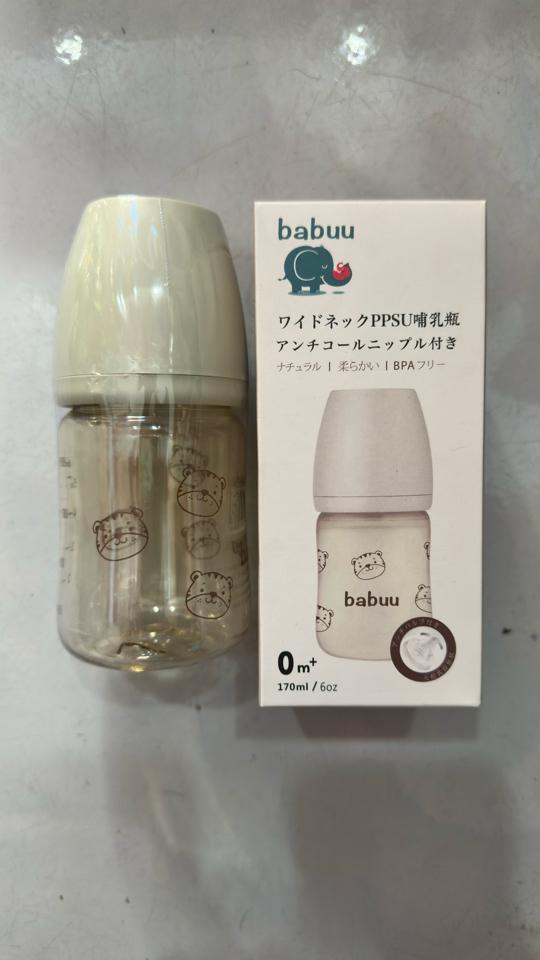 babuu
ワイドネックPPSU哺乳瓶
アンチコールニップル付き
ナチュラル | 柔らかい | BPAフリー
babuu
0m+
170ml / 6oz